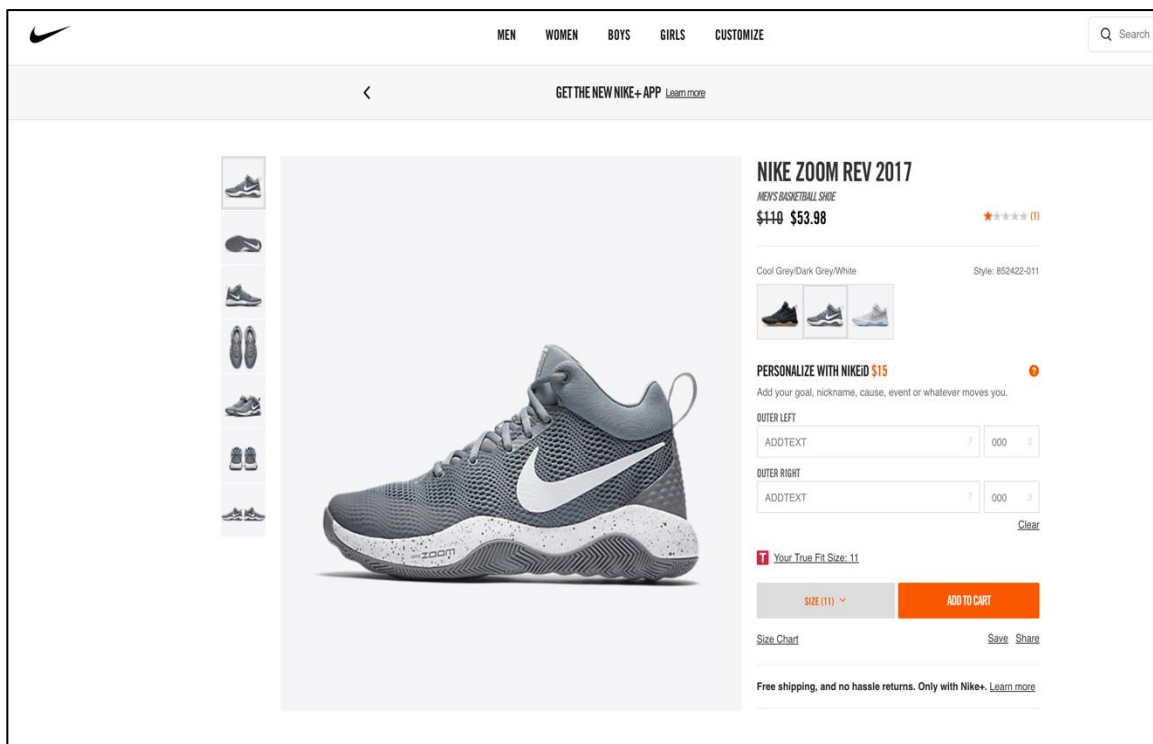 MEN WOMEN BOYS GIRLS CUSTOMIZE
Search
GET THE NEW NIKE+ APP Learn more
NIKE ZOOM REV 2017
MEN'S BASKETBALL SHOE
$110 $53.98
(1)
Cool Grey/Dark Grey/White Style: 852422-011
PERSONALIZE WITH NIKEiD $15 ?
Add your goal, nickname, cause, event or whatever moves you.
OUTER LEFT
ADDTEXT 7 000 3
OUTER RIGHT
ADDTEXT 7 000 3
Clear
T Your True Fit Size: 11
SIZE (11) ADD TO CART
Size Chart Save Share
Free shipping, and no hassle returns. Only with Nike+. Learn more
ZOOM